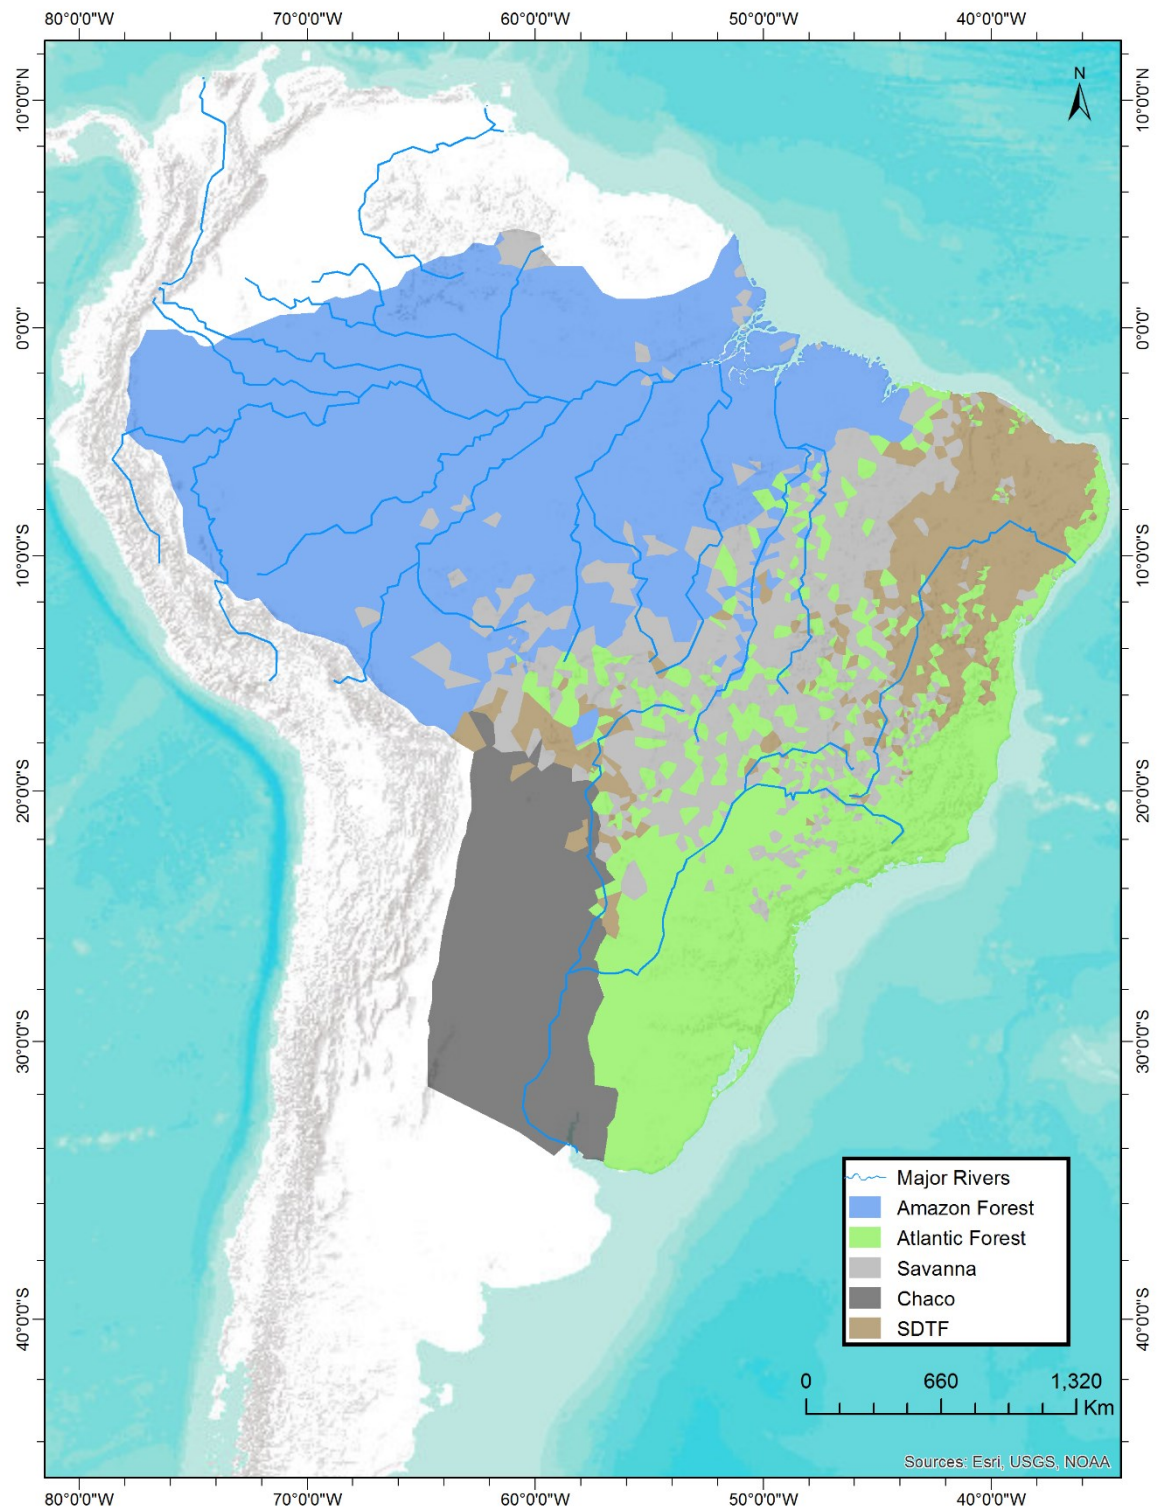 80°0'0"W 70°0'0"W 60°0'0"W 50°0'0"W 40°0'0"W
10°0'0"N 10°0'0"N
N
0°0'0" 0°0'0"
10°0'0"S 10°0'0"S
20°0'0"S 20°0'0"S
30°0'0"S 30°0'0"S
40°0'0"S 40°0'0"S
Major Rivers
Amazon Forest
Atlantic Forest
Savanna
Chaco
SDTF
0 660 1,320
Km
Sources: Esri, USGS, NOAA
80°0'0"W 70°0'0"W 60°0'0"W 50°0'0"W 40°0'0"W